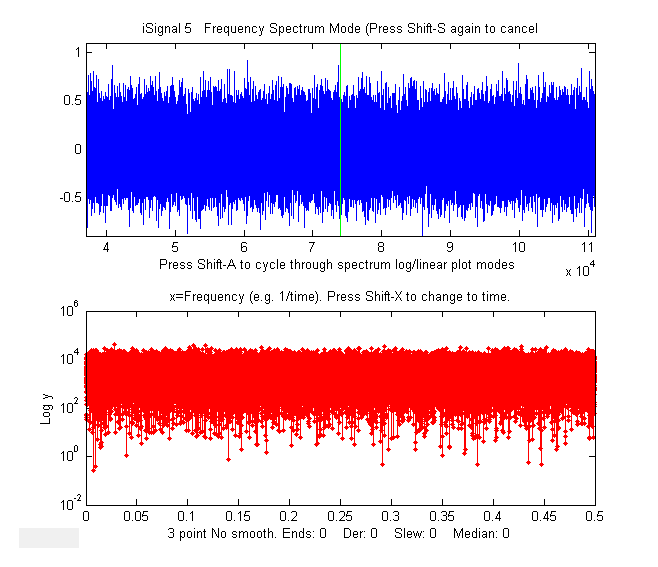 iSignal 5   Frequency Spectrum Mode (Press Shift-S again to cancel
1
0.5
0
-0.5
4 5 6 7 8 9 10 11
Press Shift-A to cycle through spectrum log/linear plot modes
x 10^4
x=Frequency (e.g. 1/time). Press Shift-X to change to time.
10^6
10^4
10^2
10^0
10^-2
Log y
0 0.05 0.1 0.15 0.2 0.25 0.3 0.35 0.4 0.45 0.5
3 point No smooth. Ends: 0    Der: 0    Slew: 0    Median: 0